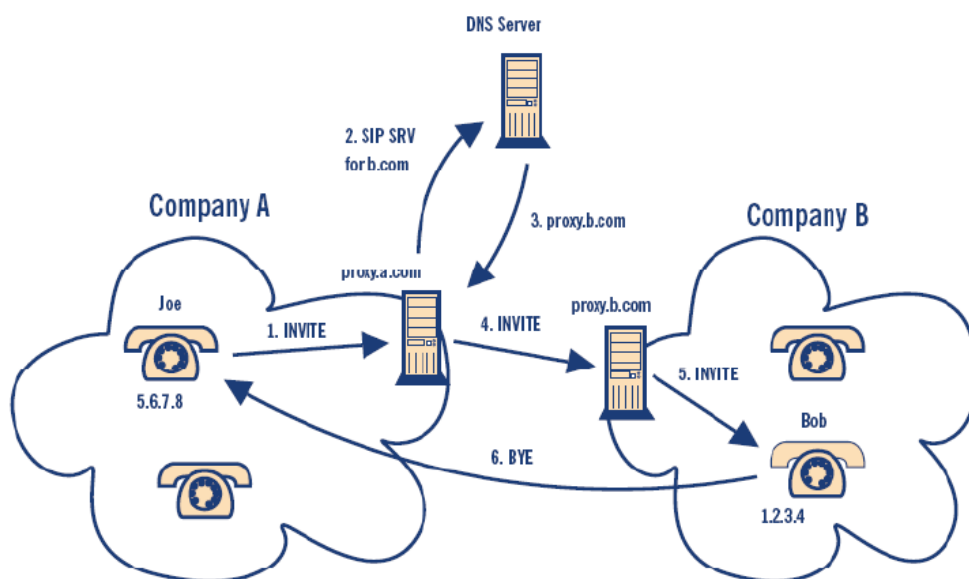 DNS Server
2. SIP SRV
for b.com
Company A
3. proxy.b.com
Company B
proxy.a.com
Joe
1. INVITE
4. INVITE
proxy.b.com
5. INVITE
5.6.7.8
Bob
6. BYE
1.2.3.4